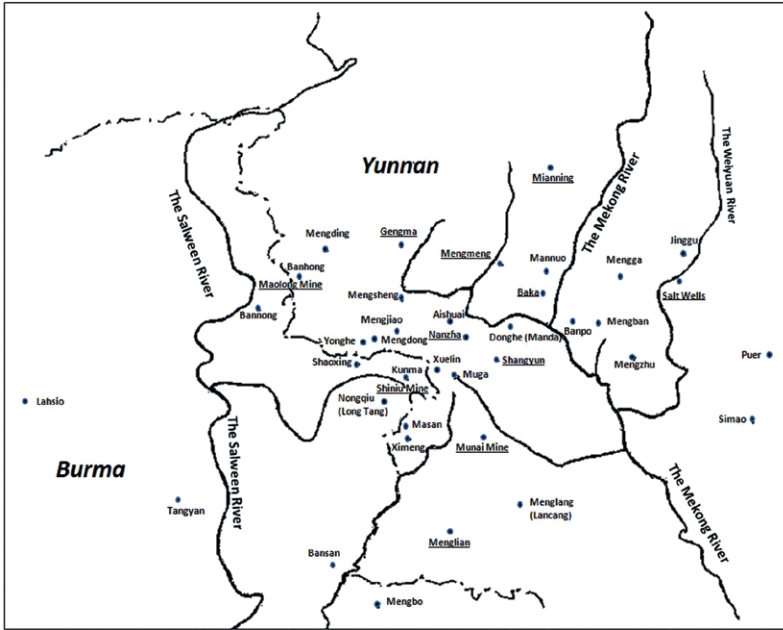 Yunnan
Mianning
The Weiyuan River
The Mekong River
The Salween River
Gengma
Mengding
Mengmeng
Jinggu
Banhong
Mannuo
Mengga
Maolong Mine
Baka
Salt Wells
Mengsheng
Bannong
Aishuai
Mengjiao
Nanzha
Donghe (Manda)
Banpo
Mengban
Yonghe
Mengdong
Puer
Shaoxing
Xuelin
Shangyun
Mengzhu
Kunma
Muga
Shiniu Mine
Lahsio
Nongqiu
(Long Tang)
Masan
Simao
Ximeng
Munai Mine
The Salween River
Burma
Tangyan
Menglang
(Lancang)
The Mekong River
Menglian
Bansan
Mengbo